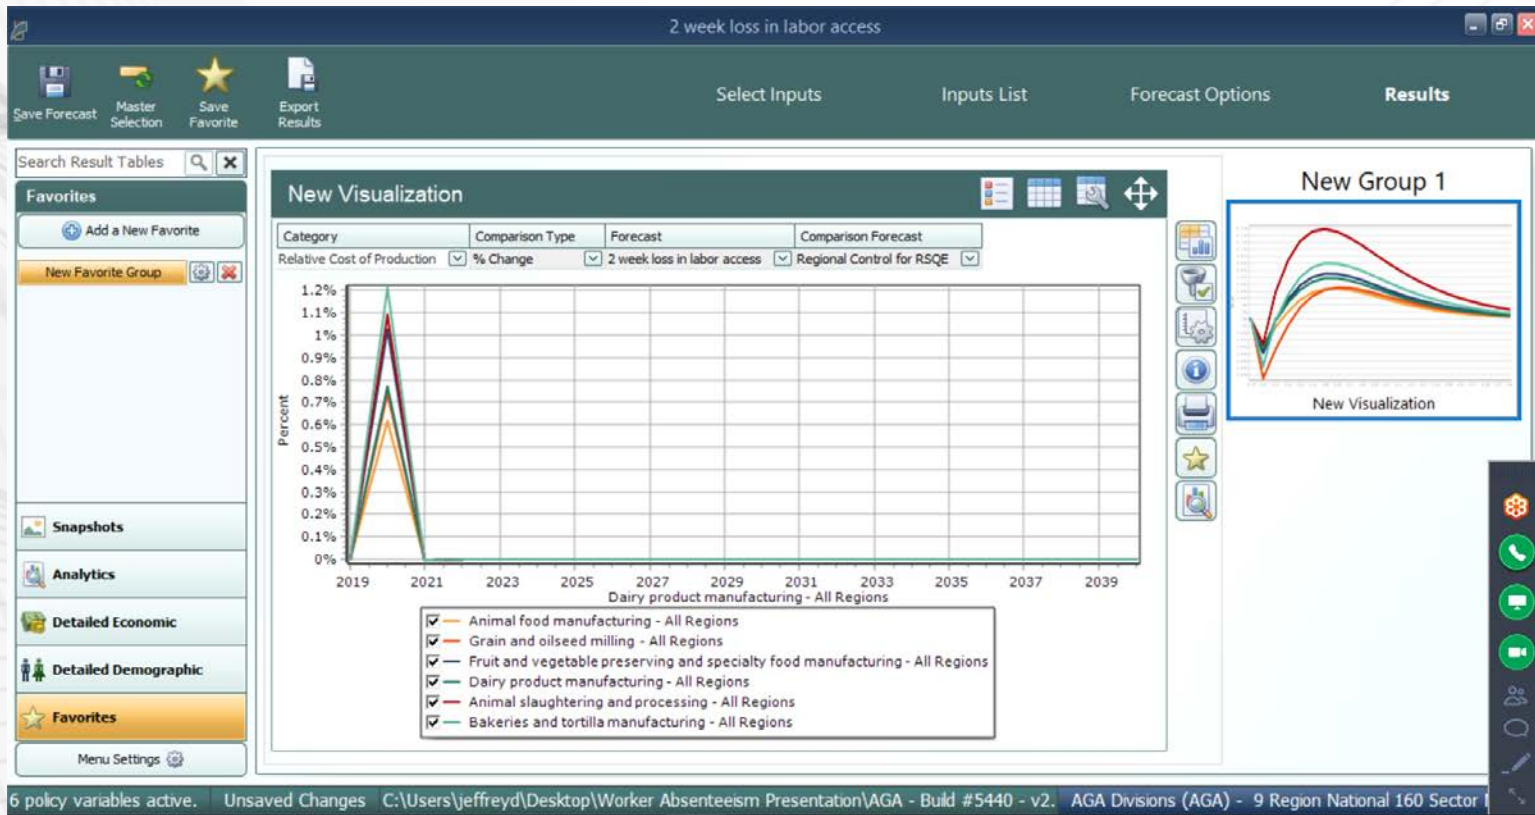 2 week loss in labor access
Save Forecast
Master Selection
Save Favorite
Export Results
Select Inputs
Inputs List
Forecast Options
Results
Search Result Tables
Favorites
Add a New Favorite
New Favorite Group
Snapshots
Analytics
Detailed Economic
Detailed Demographic
Favorites
Menu Settings
New Visualization
Category Comparison Type Forecast Comparison Forecast
Relative Cost of Production % Change 2 week loss in labor access Regional Control for RSQE
Percent
1.2%
1.1%
1%
0.9%
0.8%
0.7%
0.6%
0.5%
0.4%
0.3%
0.2%
0.1%
0%
2019 2021 2023 2025 2027 2029 2031 2033 2035 2037 2039
Dairy product manufacturing - All Regions
Animal food manufacturing - All Regions
Grain and oilseed milling - All Regions
Fruit and vegetable preserving and specialty food manufacturing - All Regions
Dairy product manufacturing - All Regions
Animal slaughtering and processing - All Regions
Bakeries and tortilla manufacturing - All Regions
New Group 1
New Visualization
6 policy variables active. Unsaved Changes C:\Users\jeffreyd\Desktop\Worker Absenteeism Presentation\AGA - Build #5440 - v2. AGA Divisions (AGA) - 9 Region National 160 Sector